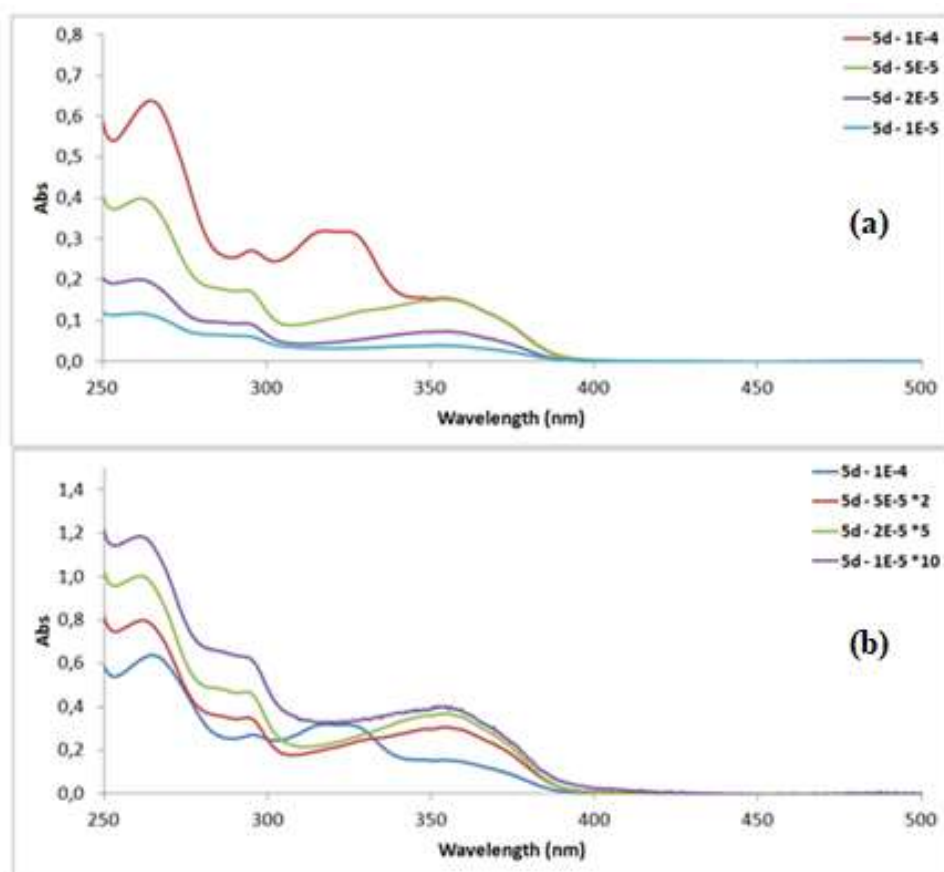 0,8
0,7
0,6
0,5
0,4
0,3
0,2
0,1
0,0
Abs
250
300
350
400
450
500
Wavelength (nm)
5d - 1E-4
5d - 5E-5
5d - 2E-5
5d - 1E-5
(a)
1,4
1,2
1,0
0,8
0,6
0,4
0,2
0,0
Abs
250
300
350
400
450
500
Wavelength (nm)
5d - 1E-4
5d - 5E-5 *2
5d - 2E-5 *5
5d - 1E-5 *10
(b)